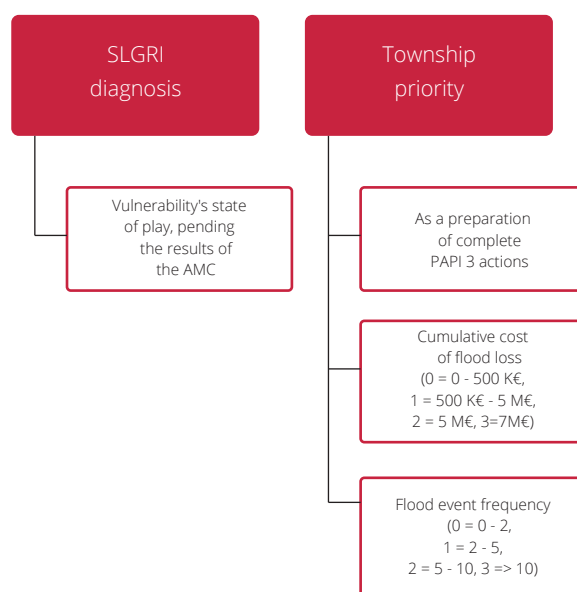 SLGRI
diagnosis
Vulnerability's state
of play, pending
the results of
the AMC
Township
priority
As a preparation
of complete
PAPI 3 actions
Cumulative cost
of flood loss
(0 = 0 - 500 K€,
1 = 500 K€ - 5 M€,
2 = 5 M€, 3=7M€)
Flood event frequency
(0 = 0 - 2,
1 = 2 - 5,
2 = 5 - 10, 3 => 10)